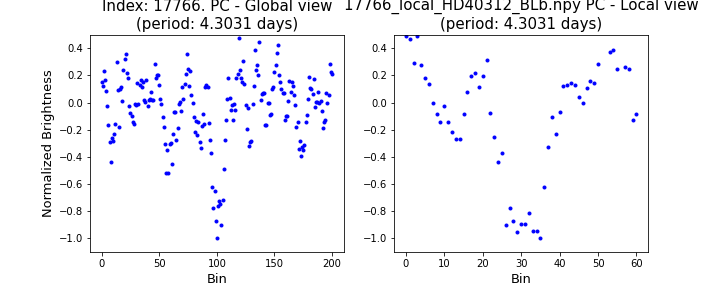 Index: 17766. PC - Global view
(period: 4.3031 days)
17766_local_HD40312_BLb.npy PC - Local view
(period: 4.3031 days)
Normalized Brightness
0.4
0.2
0.0
−0.2
−0.4
−0.6
−0.8
−1.0
0 50 100 150 200
Bin
0.4
0.2
0.0
−0.2
−0.4
−0.6
−0.8
−1.0
0 20 40 60
Bin